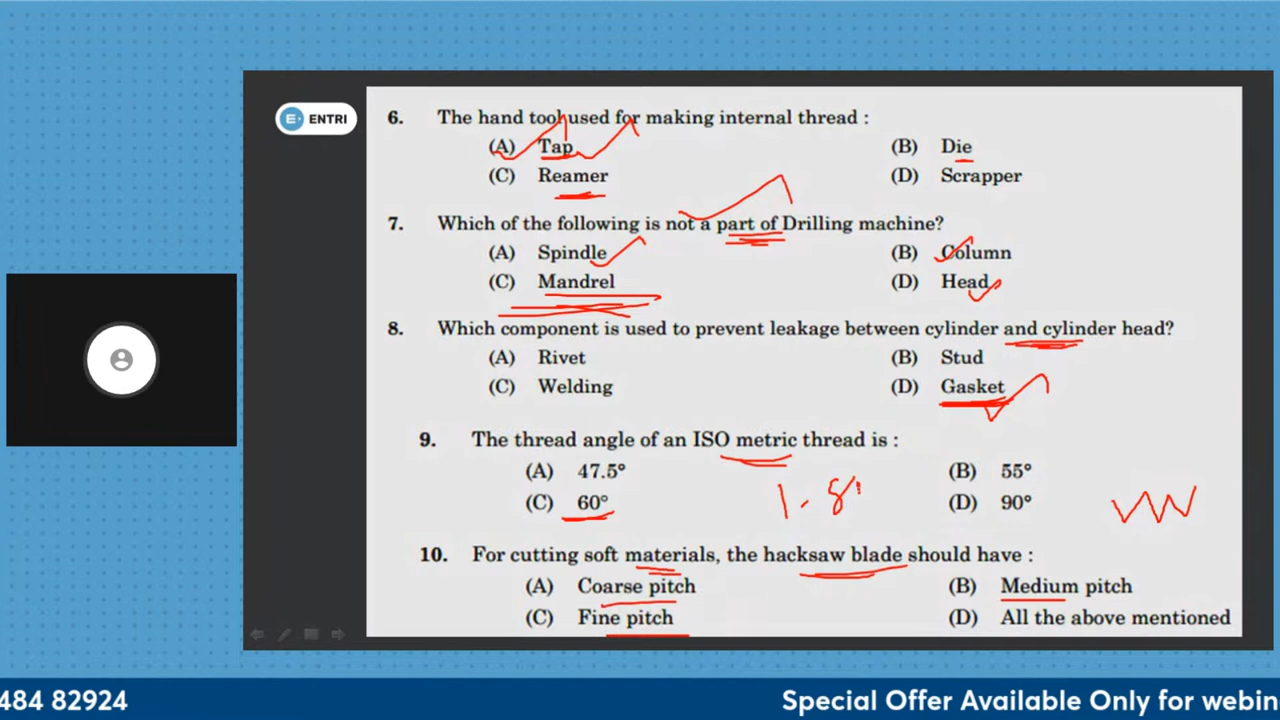 E ENTRI
6. The hand tool used for making internal thread :
(A) Tap (B) Die
(C) Reamer (D) Scrapper
7. Which of the following is not a part of Drilling machine?
(A) Spindle (B) Column
(C) Mandrel (D) Head
8. Which component is used to prevent leakage between cylinder and cylinder head?
(A) Rivet (B) Stud
(C) Welding (D) Gasket
9. The thread angle of an ISO metric thread is :
(A) 47.5° (B) 55°
(C) 60° 1.8 (D) 90°
10. For cutting soft materials, the hacksaw blade should have :
(A) Coarse pitch (B) Medium pitch
(C) Fine pitch (D) All the above mentioned
484 82924 Special Offer Available Only for webin